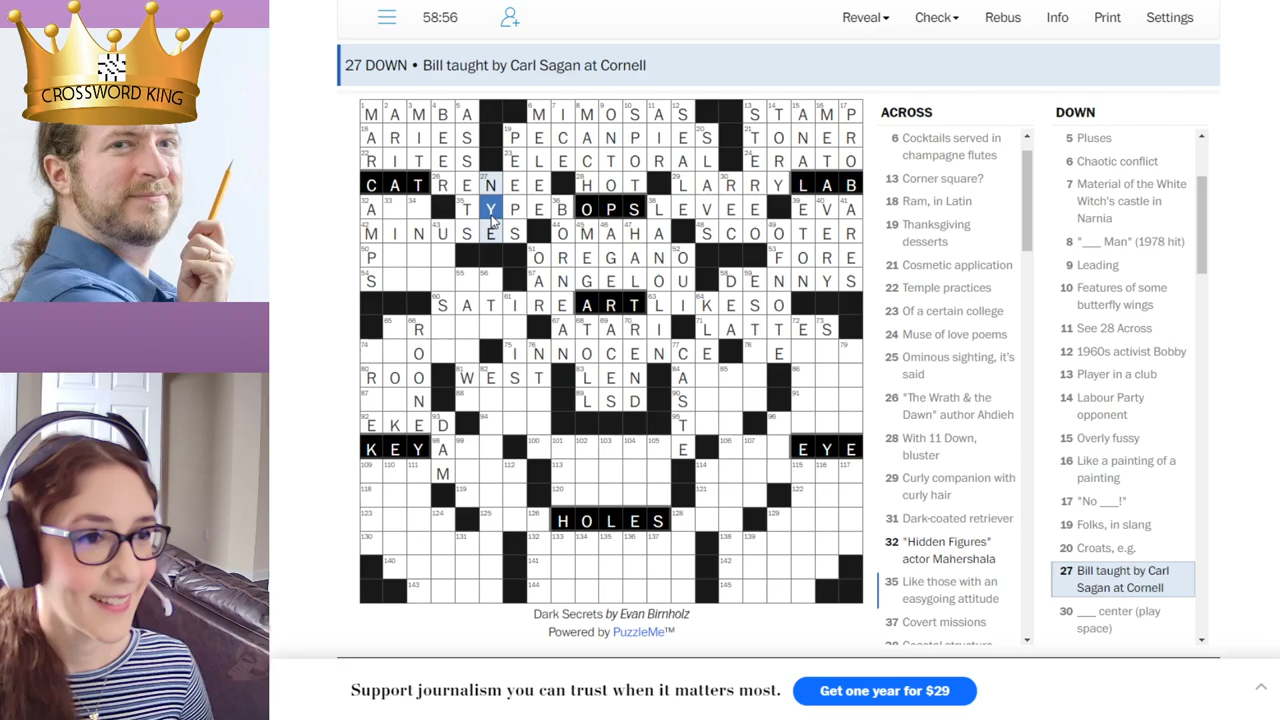 CROSSWORD KING
58:56
Reveal
Check
Rebus
Info
Print
Settings
27 DOWN • Bill taught by Carl Sagan at Cornell
MAMBA MIMOSAS STAMP
ARIES PECANPIES TONER
RITES ELECTORAL ERATO
CAT RENEE HOT LARRY LAB
A TYPEB OPS LEVEE EVA
MINUSES OMAHA SCOOTER
P OREGANO FORE
S ANGELOU DENNYS
SATIRE ART LIKESO
R ATARI LATTES
O INNOCENCE E
ROO WEST LEN A
N LSD S
EKED T
KEY A E EYE
M
HOLES
Dark Secrets by Evan Birnholz
Powered by PuzzleMe™
ACROSS
6 Cocktails served in
champagne flutes
13 Corner square?
18 Ram, in Latin
19 Thanksgiving
desserts
21 Cosmetic application
22 Temple practices
23 Of a certain college
24 Muse of love poems
25 Ominous sighting, it's
said
26 "The Wrath & the
Dawn" author Ahdieh
28 With 11 Down,
bluster
29 Curly companion with
curly hair
31 Dark-coated retriever
32 "Hidden Figures"
actor Mahershala
35 Like those with an
easygoing attitude
37 Covert missions
DOWN
5 Pluses
6 Chaotic conflict
7 Material of the White
Witch's castle in
Narnia
8 "___ Man" (1978 hit)
9 Leading
10 Features of some
butterfly wings
11 See 28 Across
12 1960s activist Bobby
13 Player in a club
14 Labour Party
opponent
15 Overly fussy
16 Like a painting of a
painting
17 "No ___!"
19 Folks, in slang
20 Croats, e.g.
27 Bill taught by Carl
Sagan at Cornell
30 ___ center (play
space)
Support journalism you can trust when it matters most.
Get one year for $29